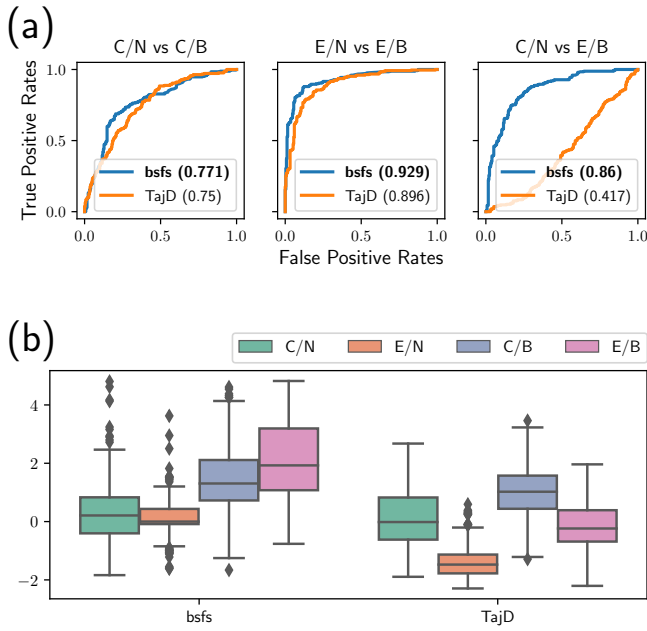 (a)
C/N vs C/B
E/N vs E/B
C/N vs E/B
True Positive Rates
1.0
0.5
0.0
bsfs (0.771)
TajD (0.75)
bsfs (0.929)
TajD (0.896)
bsfs (0.86)
TajD (0.417)
0.0 0.5 1.0
0.0 0.5 1.0
0.0 0.5 1.0
False Positive Rates
(b)
C/N E/N C/B E/B
4
2
0
−2
bsfs TajD